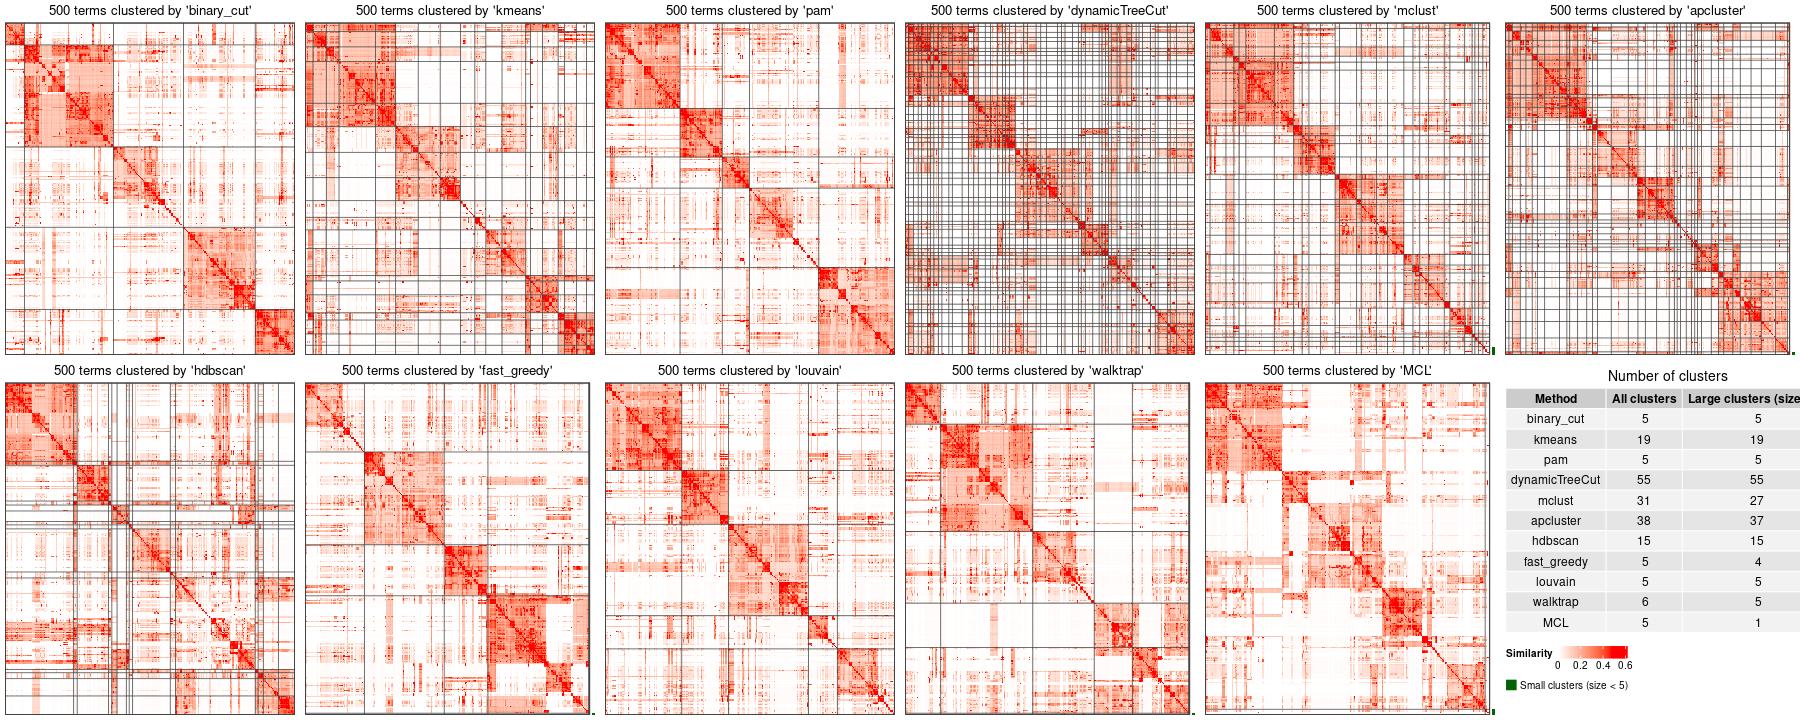 500 terms clustered by 'binary_cut'
500 terms clustered by 'kmeans'
500 terms clustered by 'pam'
500 terms clustered by 'dynamicTreeCut'
500 terms clustered by 'mclust'
500 terms clustered by 'apcluster'
500 terms clustered by 'hdbscan'
500 terms clustered by 'fast_greedy'
500 terms clustered by 'louvain'
500 terms clustered by 'walktrap'
500 terms clustered by 'MCL'
Number of clusters
Method All clusters Large clusters (size
binary_cut 5 5
kmeans 19 19
pam 5 5
dynamicTreeCut 55 55
mclust 31 27
apcluster 38 37
hdbscan 15 15
fast_greedy 5 4
louvain 5 5
walktrap 6 5
MCL 5 1
Similarity
0 0.2 0.4 0.6
Small clusters (size < 5)